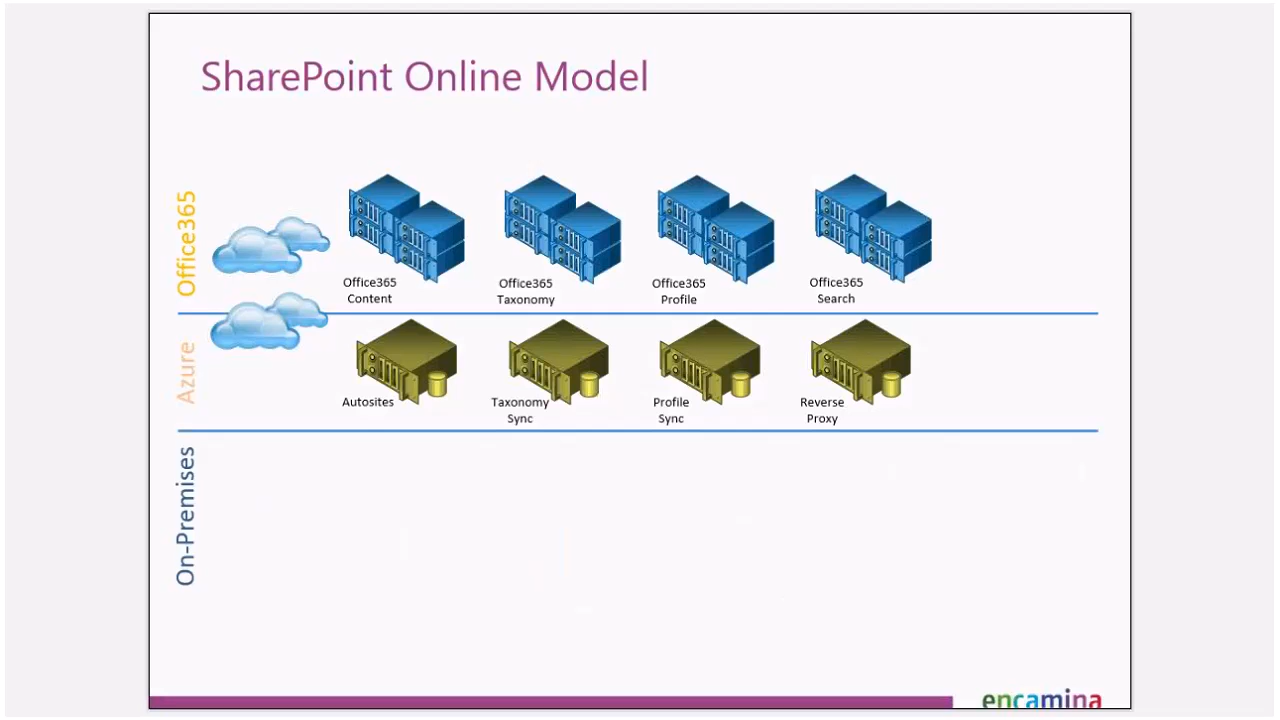 SharePoint Online Model
Office365
Office365
Content
Office365
Taxonomy
Office365
Profile
Office365
Search
Azure
Autosites
Taxonomy
Sync
Profile
Sync
Reverse
Proxy
On-Premises
encamina